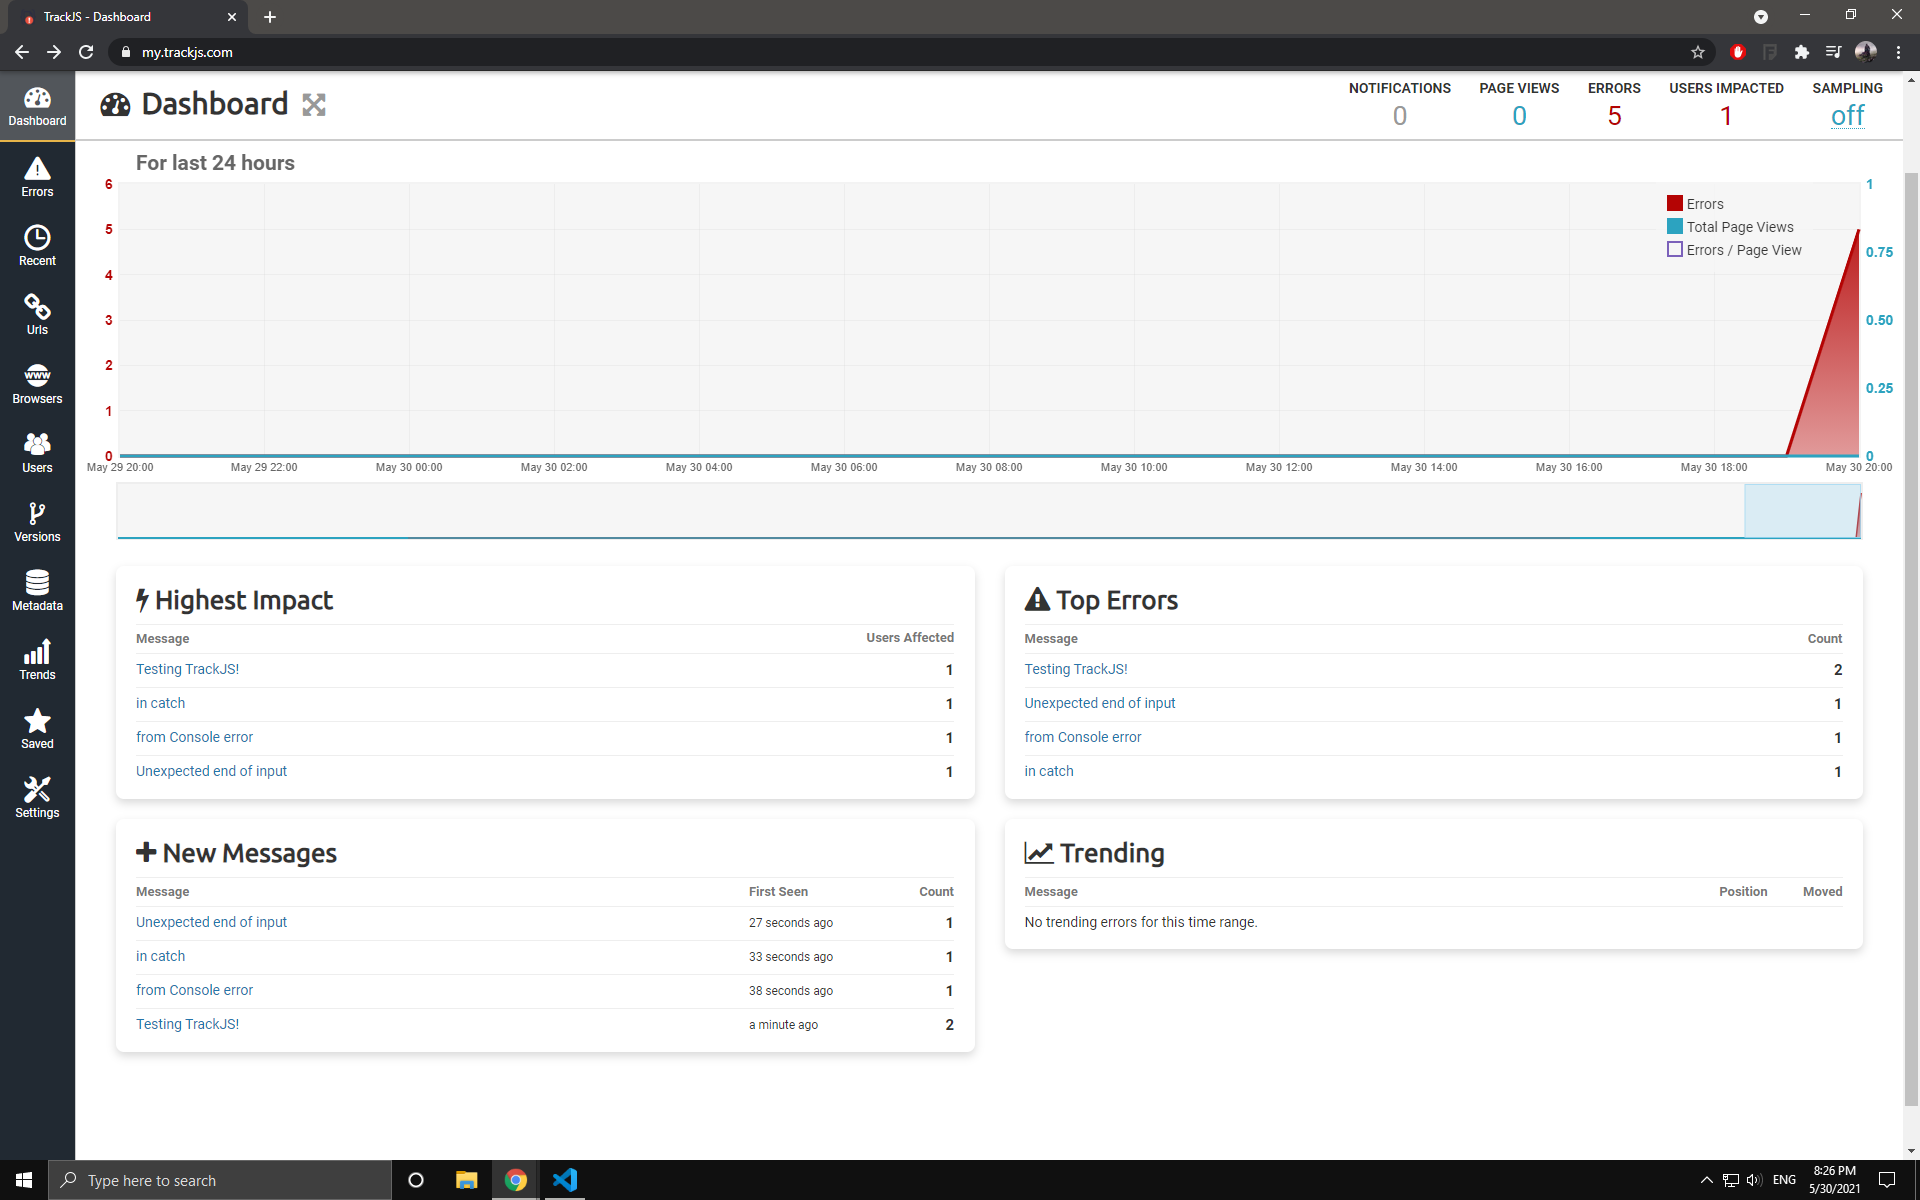 TrackJS - Dashboard
my.trackjs.com
Dashboard
Errors
Recent
Urls
WWW
Browsers
Users
Versions
Metadata
Trends
Saved
Settings
Dashboard
NOTIFICATIONS PAGE VIEWS ERRORS USERS IMPACTED SAMPLING
0 0 5 1 off
For last 24 hours
6
5
4
3
2
1
0
1
0.75
0.50
0.25
0
Errors
Total Page Views
Errors / Page View
May 29 20:00 May 29 22:00 May 30 00:00 May 30 02:00 May 30 04:00 May 30 06:00 May 30 08:00 May 30 10:00 May 30 12:00 May 30 14:00 May 30 16:00 May 30 18:00 May 30 20:00
Highest Impact
Message Users Affected
Testing TrackJS! 1
in catch 1
from Console error 1
Unexpected end of input 1
Top Errors
Message Count
Testing TrackJS! 2
Unexpected end of input 1
from Console error 1
in catch 1
New Messages
Message First Seen Count
Unexpected end of input 27 seconds ago 1
in catch 33 seconds ago 1
from Console error 38 seconds ago 1
Testing TrackJS! a minute ago 2
Trending
Message Position Moved
No trending errors for this time range.
Type here to search
ENG
8:26 PM
5/30/2021